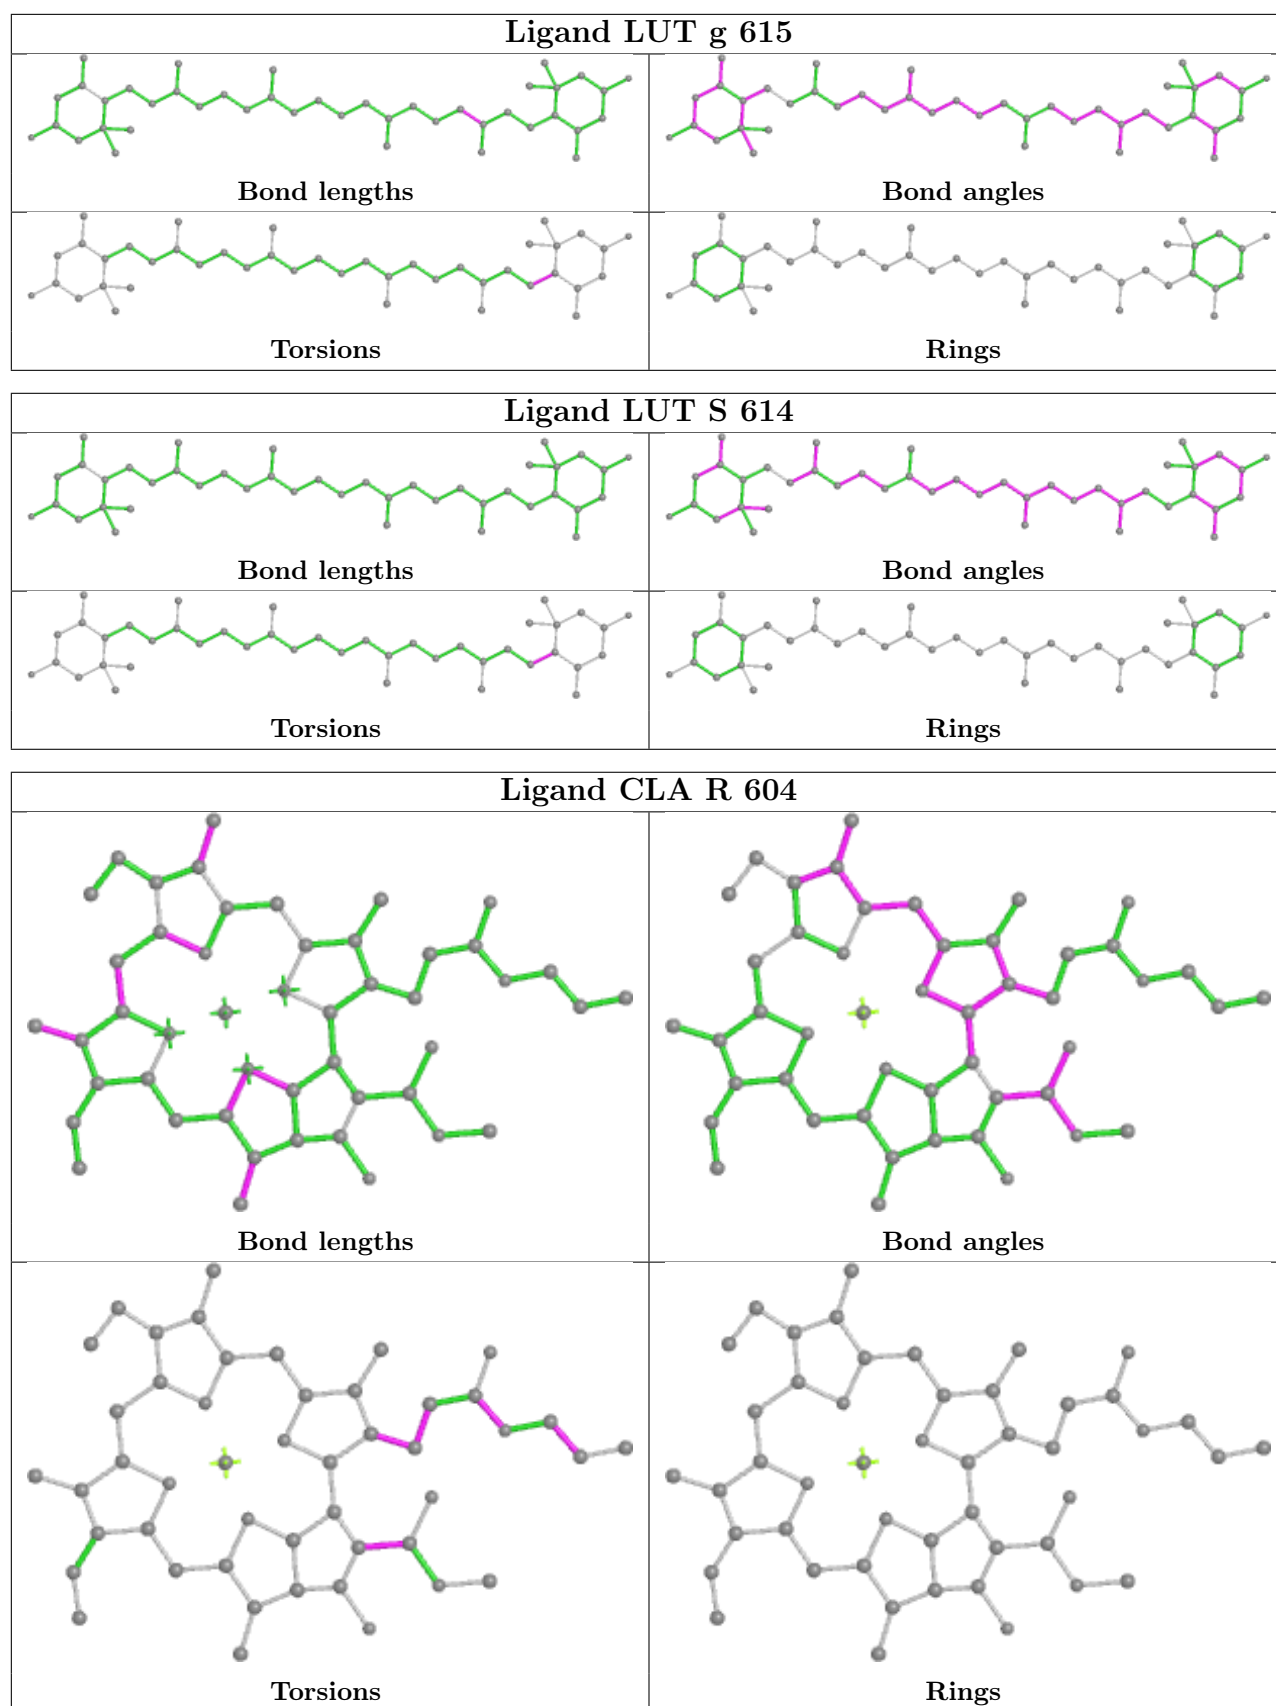 Ligand LUT g 615
Bond lengths
Bond angles
Torsions
Rings
Ligand LUT S 614
Bond lengths
Bond angles
Torsions
Rings
Ligand CLA R 604
Bond lengths
Bond angles
Torsions
Rings